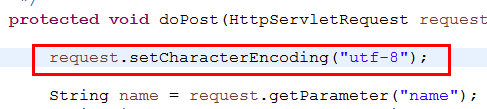 */
protected void doPost(HttpServletRequest request
request.setCharacterEncoding("utf-8");
String name = request.getParameter("name");